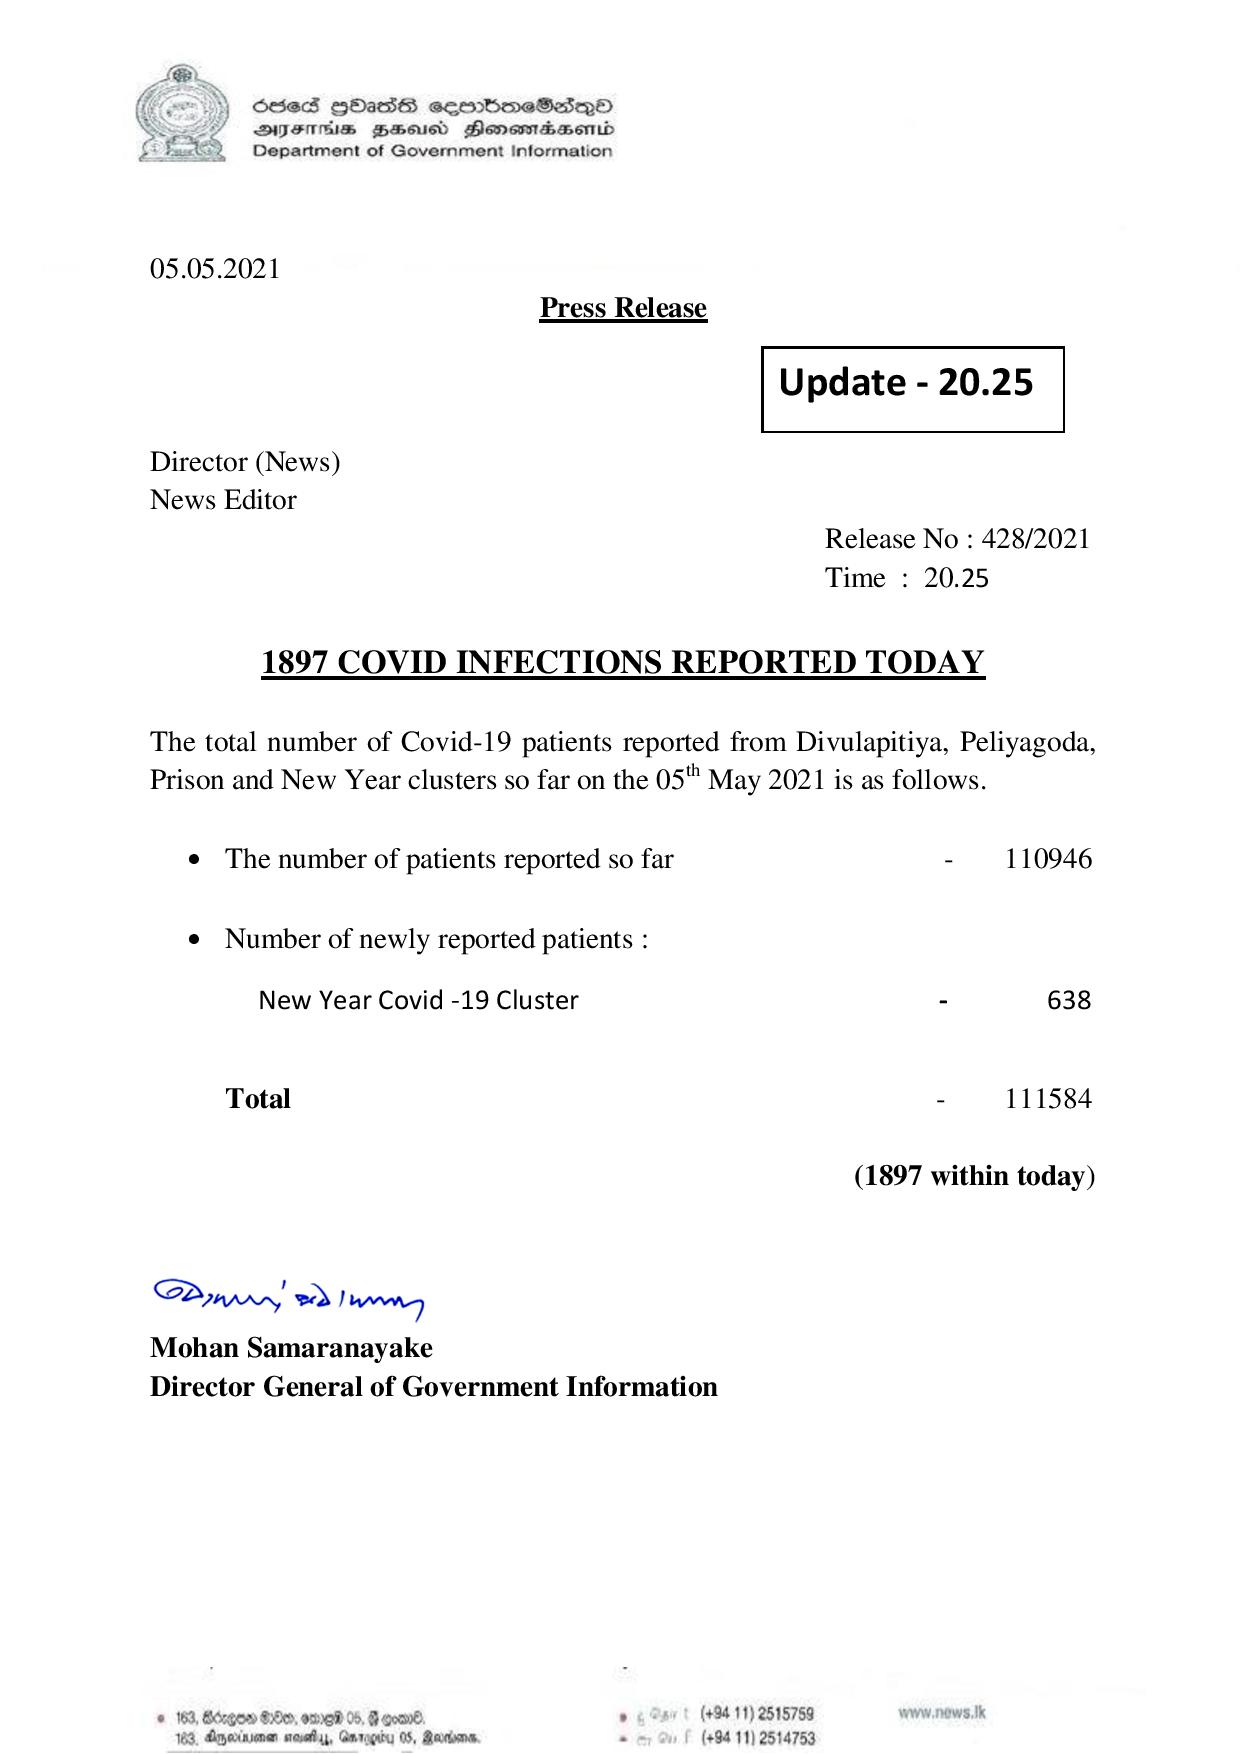 රජයේ ප්‍රවෘත්ති දෙපාර්තමේන්තුව
அரசாங்க தகவல் திணைக்களம்
Department of Government Information
05.05.2021
Press Release
Update - 20.25
Director (News)
News Editor
Release No : 428/2021
Time : 20.25
1897 COVID INFECTIONS REPORTED TODAY
The total number of Covid-19 patients reported from Divulapitiya, Peliyagoda,
Prison and New Year clusters so far on the 05th May 2021 is as follows.
• The number of patients reported so far - 110946
• Number of newly reported patients :
New Year Covid -19 Cluster - 638
Total - 111584
(1897 within today)
Mohan Samaranayake
Director General of Government Information
163, කිරුලපන මාවත, කොළඹ 05, ශ්‍රී ලංකාව.
163, கிருலப்பனை எவனியூ, கொழும்பு 05, இலங்கை.
(+94 11) 2515759
(+94 11) 2514753
www.news.lk